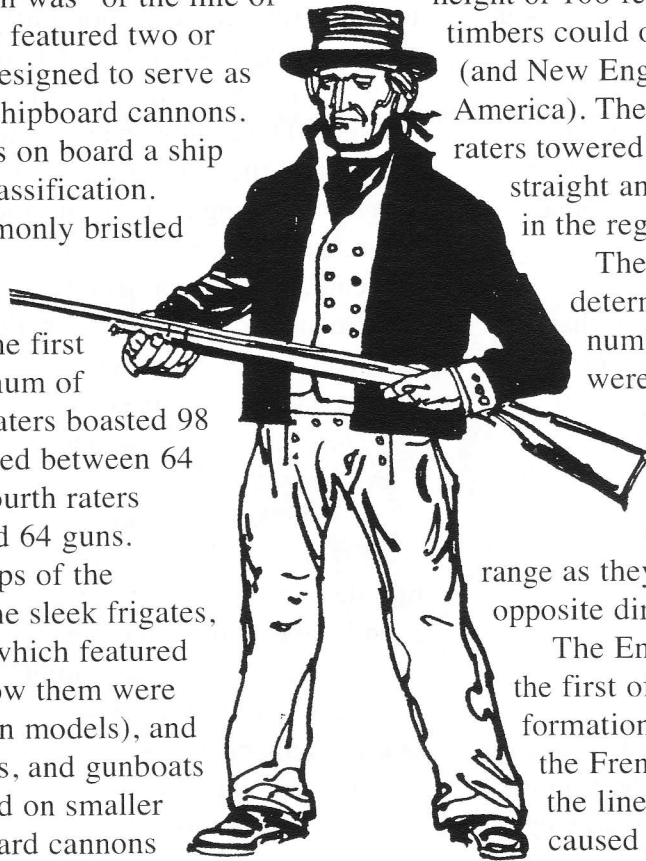 was "of the line of
featured two or
esigned to serve as
hipboard cannons.
s on board a ship
assification.
monly bristled
ne first
num of
aters boasted 98
ed between 64
ourth raters
d 64 guns.
ps of the
ne sleek frigates,
which featured
ow them were
n models), and
s, and gunboats
d on smaller
ard cannons
height of 100 fe
timbers could o
(and New Eng
America). The
raters towered
straight an
in the reg
The
determ
num
were
range as they
opposite dir
The En
the first of
formation
the Fren
the line
caused